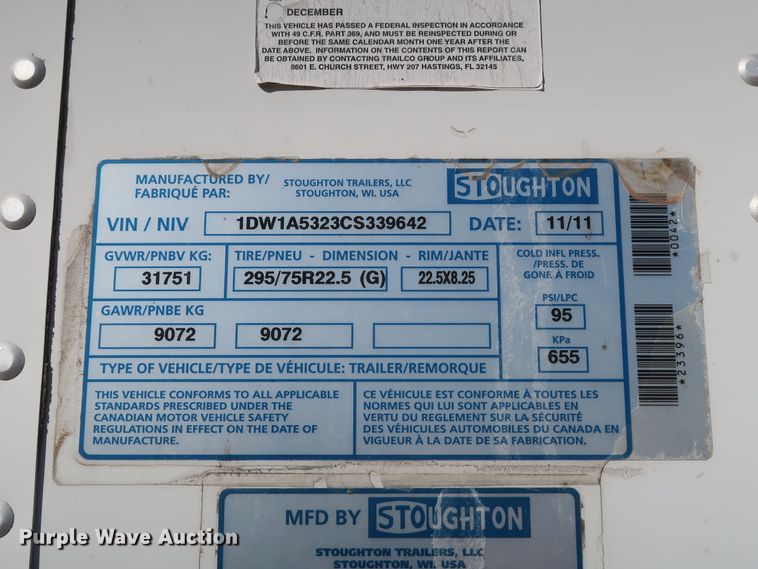 DECEMBER
THIS VEHICLE HAS PASSED A FEDERAL INSPECTION IN ACCORDANCE
WITH 49 C.F.R. PART 369, AND MUST BE REINSPECTED DURING OR
BEFORE THE SAME CALENDAR MONTH ONE YEAR AFTER THE
DATE ABOVE. INFORMATION ON THE CONTENTS OF THIS REPORT CAN
BE OBTAINED BY CONTACTING TRAILCO GROUP AND ITS AFFILIATES,
8601 E. CHURCH STREET, HWY 207 HASTINGS, FL 32145
MANUFACTURED BY/
FABRIQUÉ PAR:
STOUGHTON TRAILERS, LLC
STOUGHTON, WI. USA
STOUGHTON
VIN / NIV 1DW1A5323CS339642 DATE: 11/11
GVWR/PNBV KG: TIRE/PNEU - DIMENSION - RIM/JANTE
31751 295/75R22.5 (G) 22.5X8.25
COLD INFL PRESS.
/PRESS. DE
GONF. À FROID
PSI/LPC
95
KPa
655
GAWR/PNBE KG
9072 9072
TYPE OF VEHICLE/TYPE DE VÉHICULE: TRAILER/REMORQUE
THIS VEHICLE CONFORMS TO ALL APPLICABLE
STANDARDS PRESCRIBED UNDER THE
CANADIAN MOTOR VEHICLE SAFETY
REGULATIONS IN EFFECT ON THE DATE OF
MANUFACTURE.
CE VÉHICULE EST CONFORME À TOUTES LES
NORMES QUI LUI SONT APPLICABLES EN
VERTU DU REGLEMENT SUR LA SÉCURITÉ
DES VÉHICULES AUTOMOBILES DU CANADA EN
VIGUEUR À LA DATE DE SA FABRICATION.
*0042*
*23396*
MFD BY STOUGHTON
STOUGHTON TRAILERS, LLC
STOUGHTON, WI. USA
Purple Wave Auction